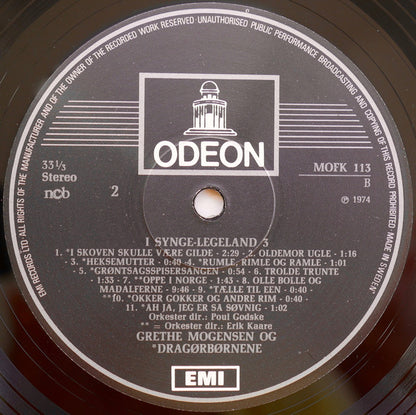 EMI RECORDS LTD ALL RIGHTS OF THE MANUFACTURER AND OF THE OWNER OF THE RECORDED WORK RESERVED UNAUTHORISED PUBLIC PERFORMANCE BROADCASTING AND COPYING OF THIS RECORD PROHIBITED MADE IN SWEDEN
ODEON
33⅓
Stereo
ncb
2
MOFK 113
B
℗ 1974
I SYNGE-LEGELAND 3
1. *I SKOVEN SKULLE VÆRE GILDE - 2:29 -.2. OLDEMOR UGLE - 1:16
- 3. *HEKSEMUTTER - 0:40 -4. *RUMLE, RIMLE OG RAMLE - 1:01
- 5. *GRØNTSAGSSPISERSANGEN - 0:54 - 6. TROLDE TRUNTE
- 1:33 - 7. **OPPE I NORGE - 1:43 - 8. OLLE BOLLE OG
MADALFERNE - 9:46 - 9. *TÆLLE TIL EEN - 0:40 -
**10. *OKKER GOKKER OG ANDRE RIM - 0:40 -
11. *AH JA, JEG ER SÅ SØVNIG - 1:02
Orkester dir.: Poul Godske
** = Orkester dir.: Erik Kaare
GRETHE MOGENSEN OG
*DRAGØRBØRNENE
EMI